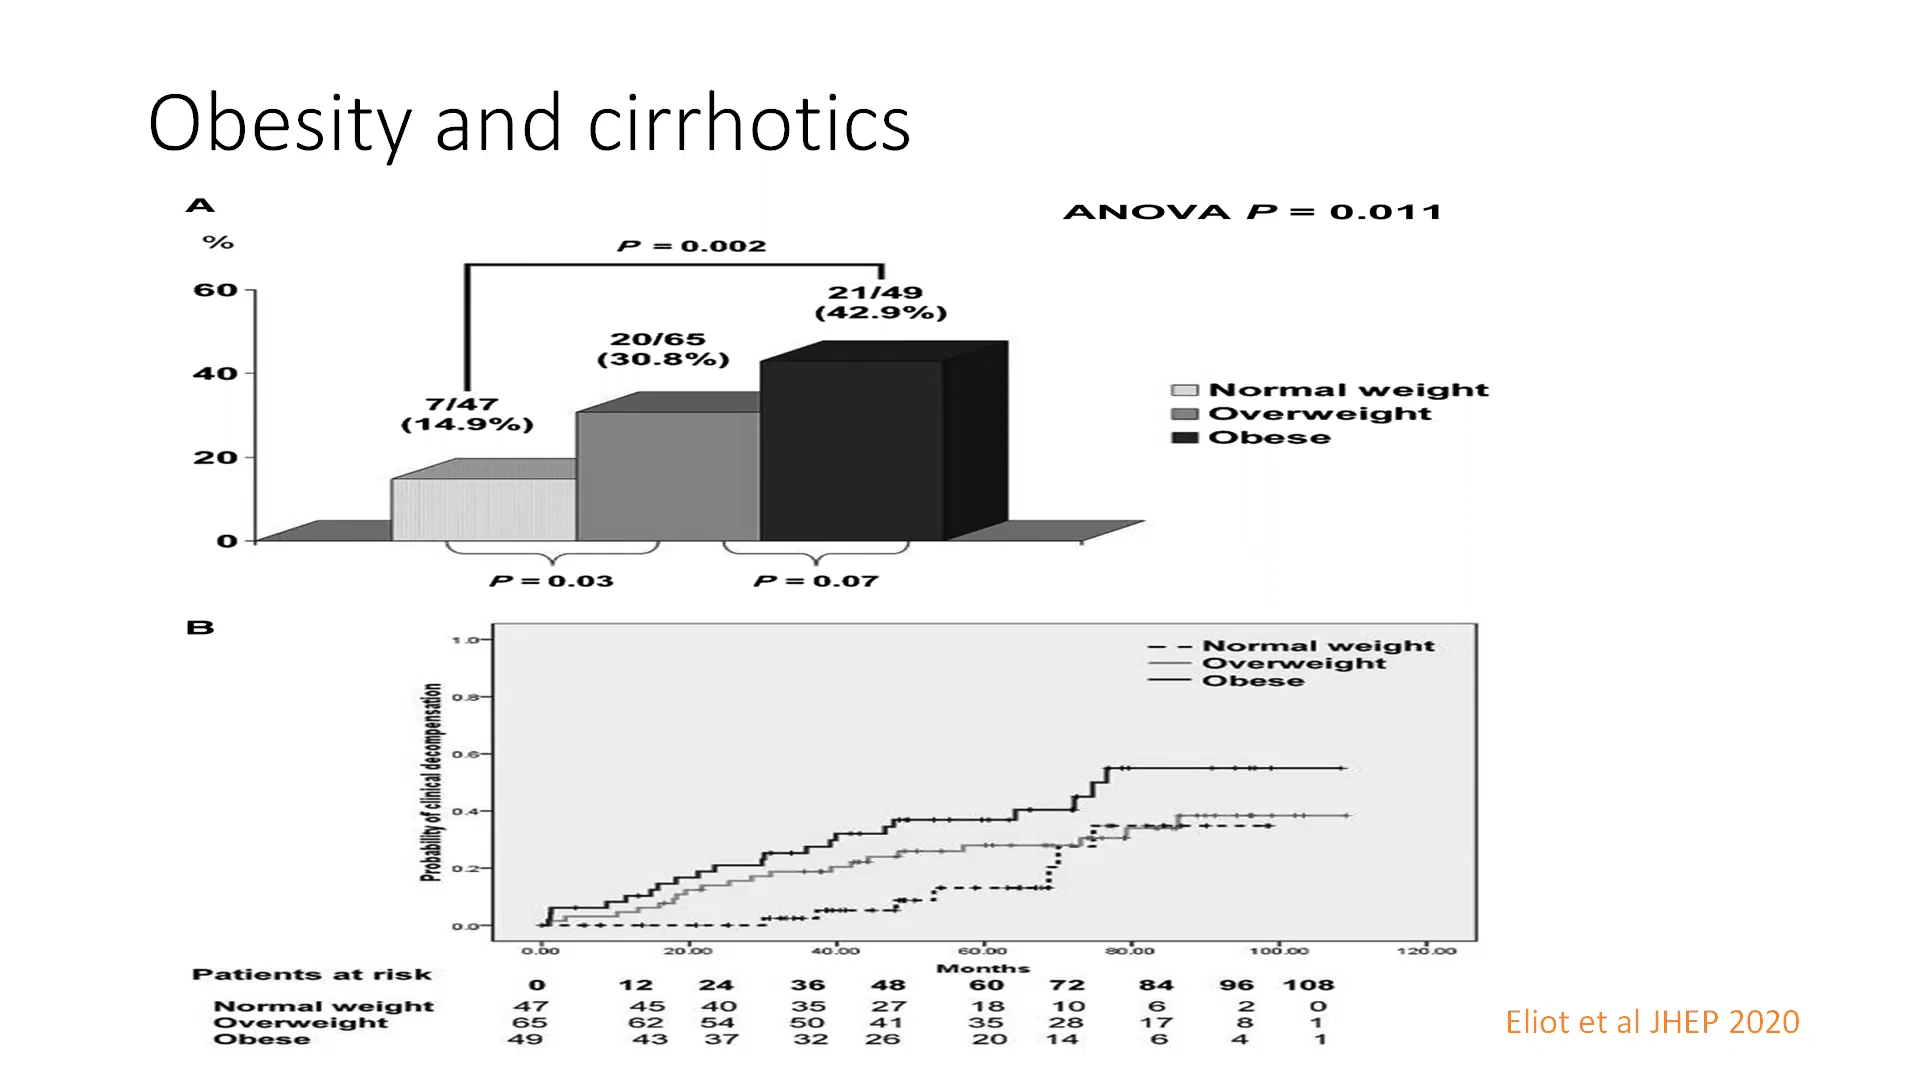 Obesity and cirrhotics
A
ANOVA P = 0.011
%
P = 0.002
60
21/49
(42.9%)
20/65
(30.8%)
40
7/47
(14.9%)
Normal weight
Overweight
Obese
20
0
P = 0.03
P = 0.07
B
1.0
Normal weight
Overweight
Obese
0.8
0.6
0.4
0.2
0.0
Probability of clinical decompensation
0.00 20.00 40.00 60.00 80.00 100.00 120.00
Months
Patients at risk
0 12 24 36 48 60 72 84 96 108
Normal weight 47 45 40 35 27 18 10 6 2 0
Overweight 65 62 54 50 41 35 28 17 8 1
Obese 49 43 37 32 26 20 14 6 4 1
Eliot et al JHEP 2020